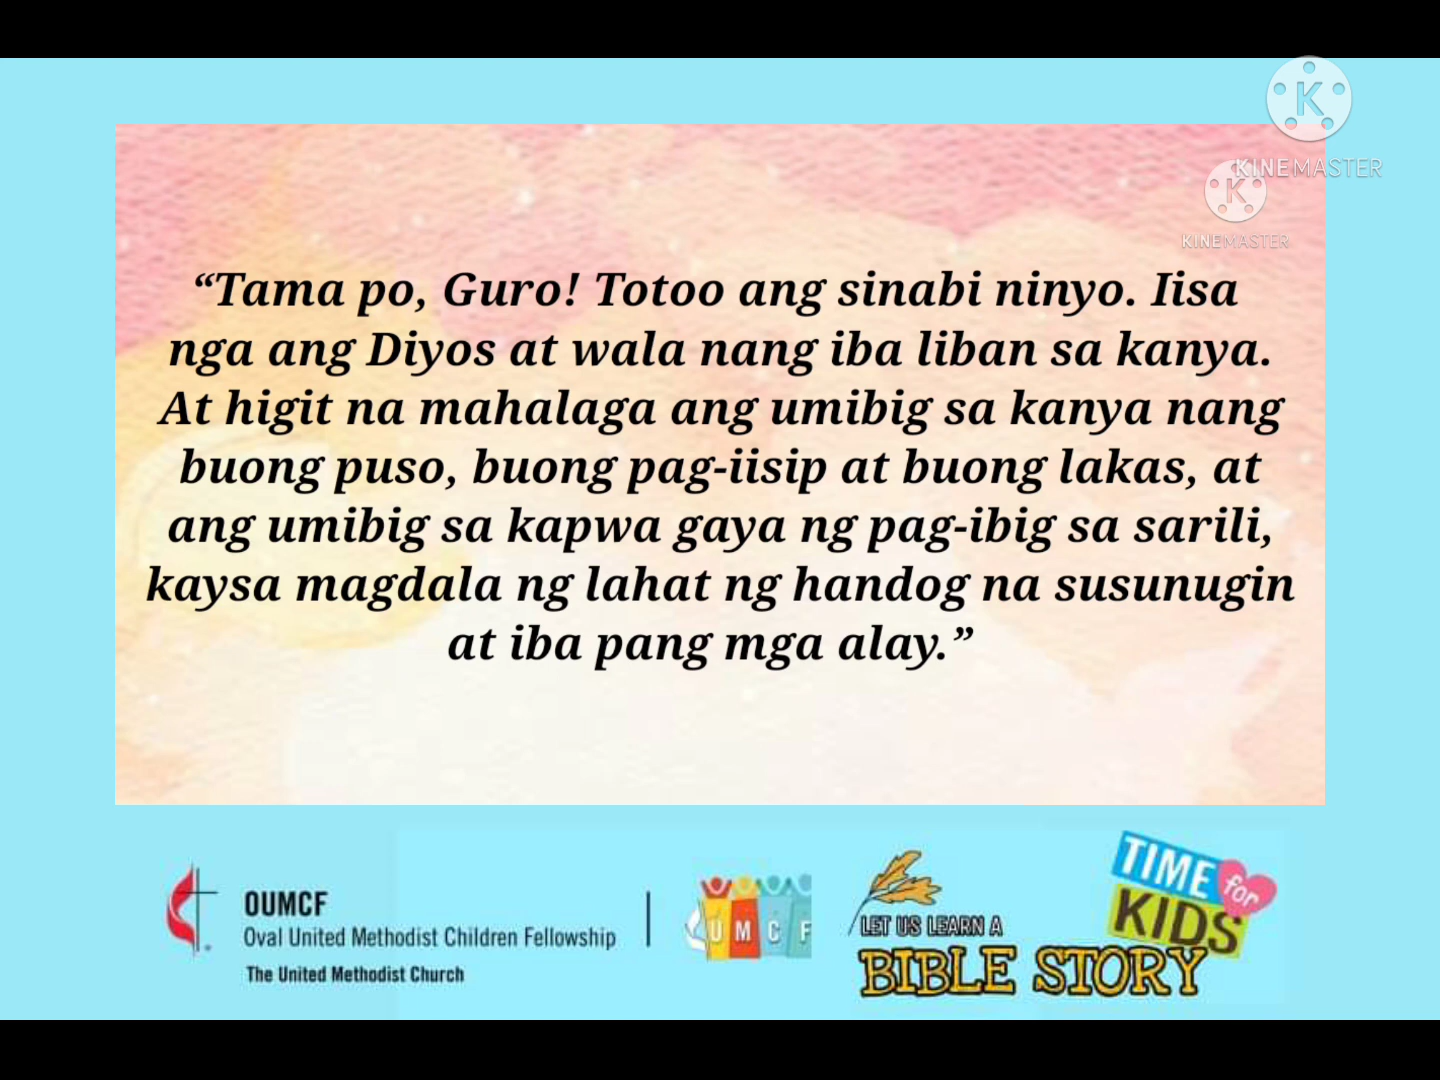 KINEMASTER
KINEMASTER
“Tama po, Guro! Totoo ang sinabi ninyo. Iisa
nga ang Diyos at wala nang iba liban sa kanya.
At higit na mahalaga ang umibig sa kanya nang
buong puso, buong pag-iisip at buong lakas, at
ang umibig sa kapwa gaya ng pag-ibig sa sarili,
kaysa magdala ng lahat ng handog na susunugin
at iba pang mga alay.”
OUMCF
Oval United Methodist Children Fellowship
The United Methodist Church
UMCF
LET US LEARN A
BIBLE STORY
TIME for
KIDS